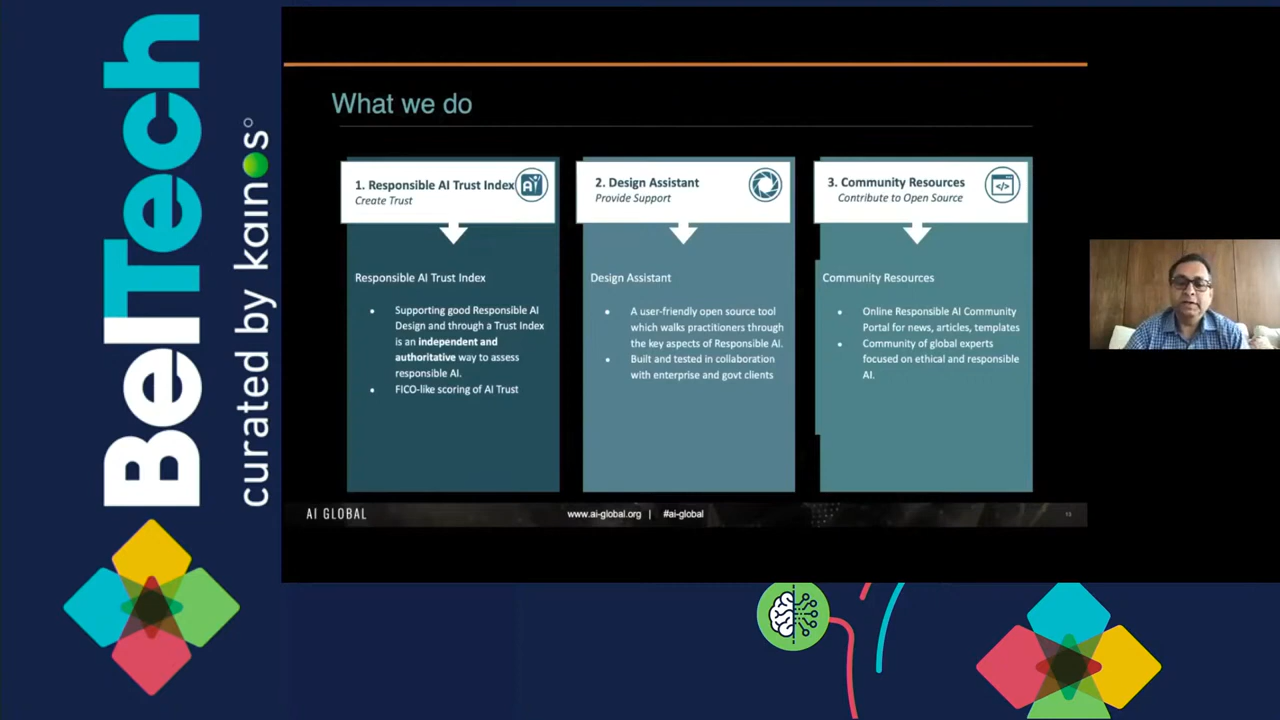 BelTech
curated by kainos
What we do
1. Responsible AI Trust Index
Create Trust
AI
Responsible AI Trust Index
• Supporting good Responsible AI
Design and through a Trust Index
is an independent and
authoritative way to assess
responsible AI.
• FICO-like scoring of AI Trust
2. Design Assistant
Provide Support
Design Assistant
• A user-friendly open source tool
which walks practitioners through
the key aspects of Responsible AI.
• Built and tested in collaboration
with enterprise and govt clients
3. Community Resources
Contribute to Open Source
</>
Community Resources
• Online Responsible AI Community
Portal for news, articles, templates
• Community of global experts
focused on ethical and responsible
AI.
AI GLOBAL
www.ai-global.org | #ai-global